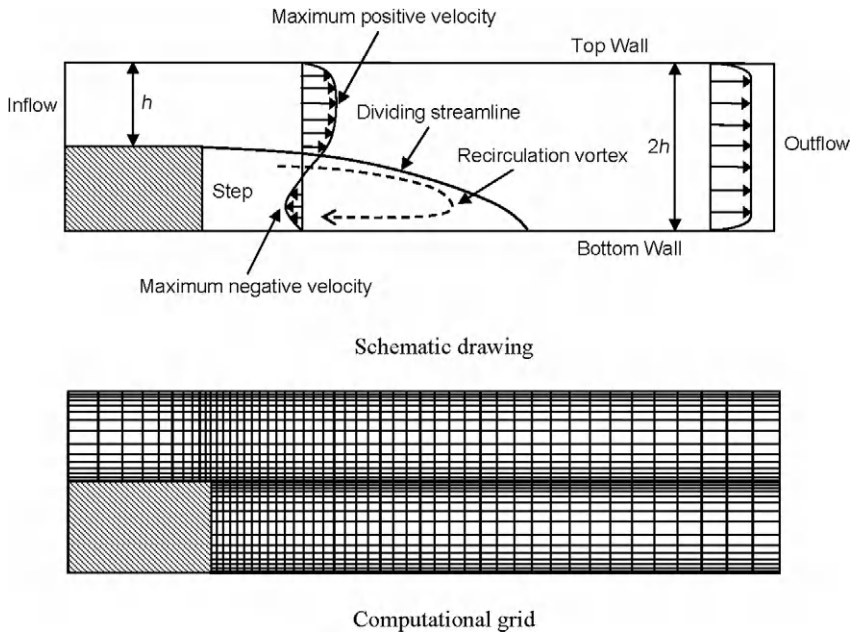 Maximum positive velocity
Top Wall
Inflow
h
Dividing streamline
Recirculation vortex
2h
Outflow
Step
Bottom Wall
Maximum negative velocity
Schematic drawing
Computational grid